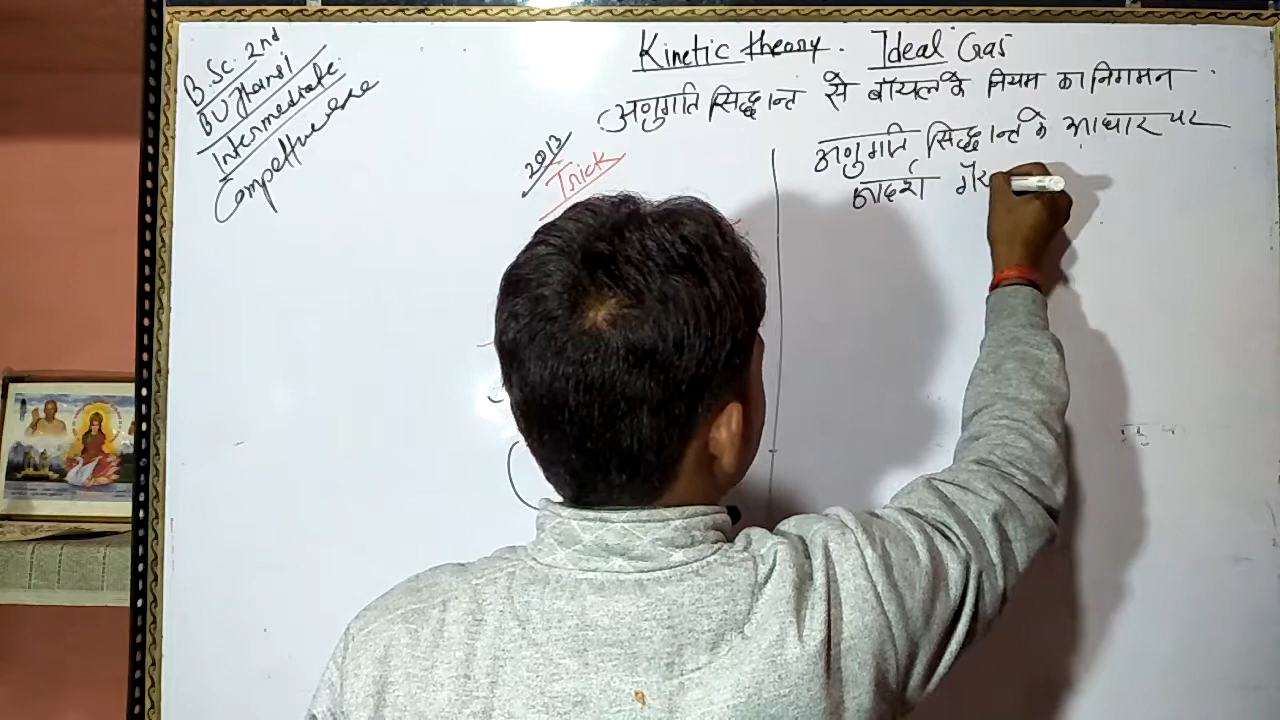 B.Sc. 2nd
BU Jhansi
Intermediate.
Kinetic theory. Ideal Gas
अणुगति सिद्धान्त से बॉयल के नियम का निगमन
2013
Trick
अणुगति सिद्धान्त के आधार पर
आदर्श गैस